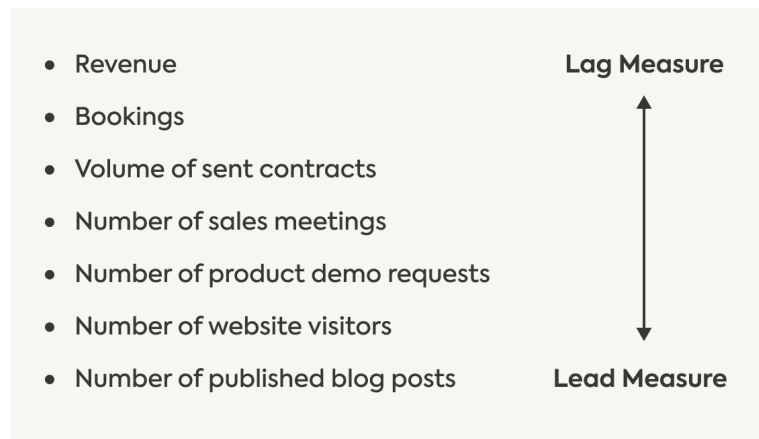 • Revenue
Lag Measure
• Bookings
• Volume of sent contracts
• Number of sales meetings
• Number of product demo requests
• Number of website visitors
• Number of published blog posts
Lead Measure